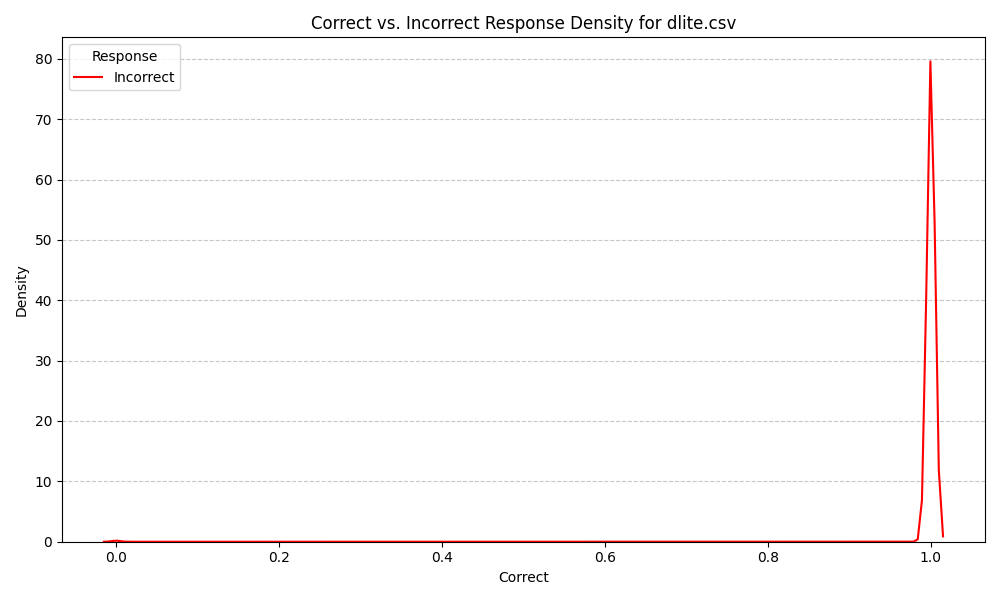 Correct vs. Incorrect Response Density for dlite.csv
Response
Incorrect
80
70
60
50
40
30
20
10
0
Density
0.0 0.2 0.4 0.6 0.8 1.0
Correct